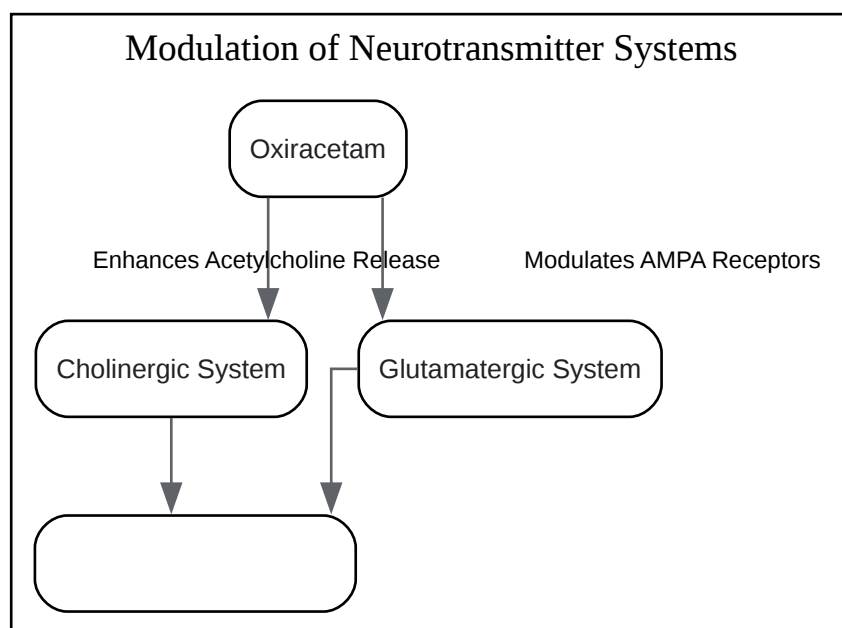 Modulation of Neurotransmitter Systems
Oxiracetam
Enhances Acetylcholine Release
Modulates AMPA Receptors
Cholinergic System
Glutamatergic System